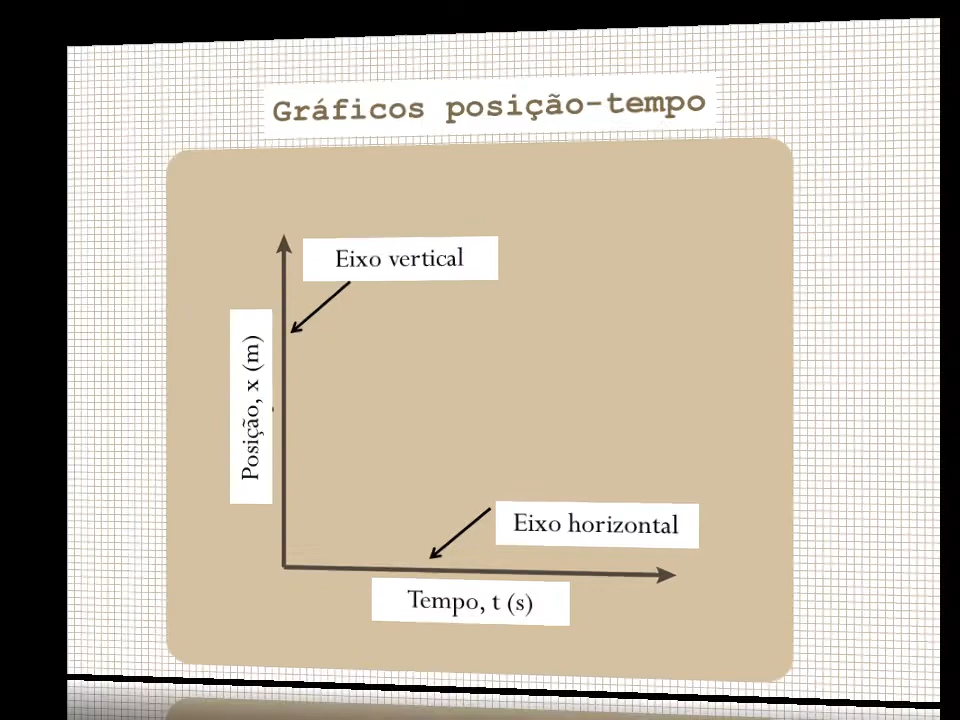 Gráficos posição-tempo
Eixo vertical
Posição, x (m)
Eixo horizontal
Tempo, t (s)